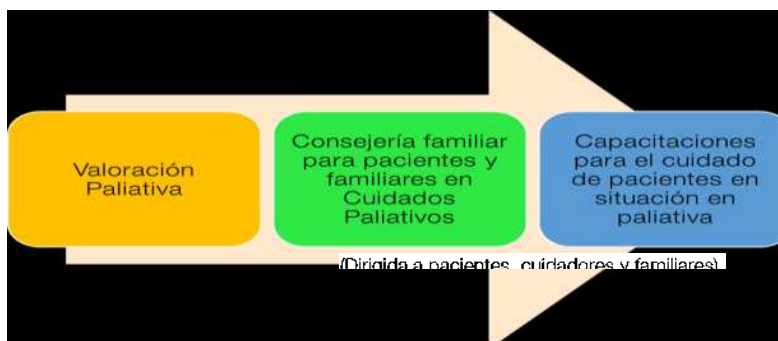 Valoración
Paliativa
Consejería familiar
para pacientes y
familiares en
Cuidados
Paliativos
Capacitaciones
para el cuidado
de pacientes en
situación en
paliativa
(Dirigida a pacientes, cuidadores y familiares)